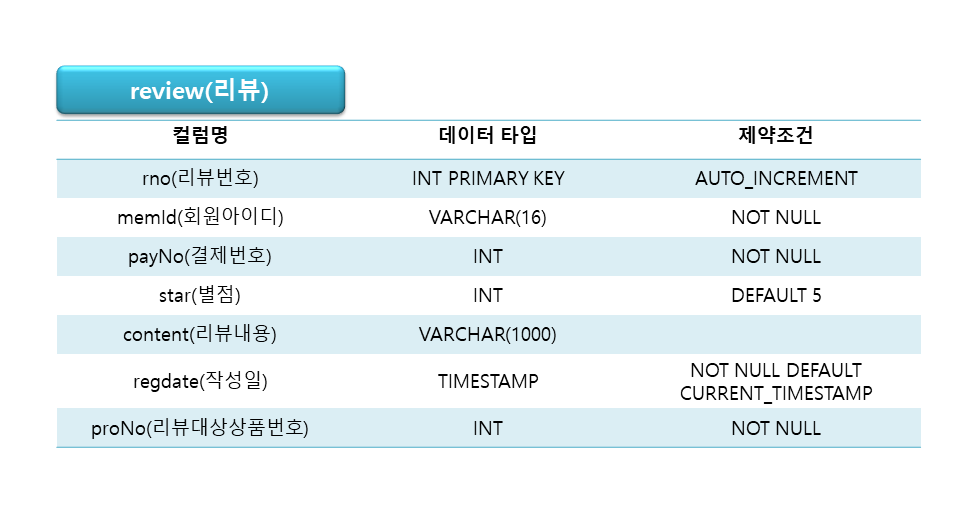 review(리뷰)
컬럼명 데이터 타입 제약조건
rno(리뷰번호) INT PRIMARY KEY AUTO_INCREMENT
memId(회원아이디) VARCHAR(16) NOT NULL
payNo(결제번호) INT NOT NULL
star(별점) INT DEFAULT 5
content(리뷰내용) VARCHAR(1000)
regdate(작성일) TIMESTAMP NOT NULL DEFAULT
CURRENT_TIMESTAMP
proNo(리뷰대상상품번호) INT NOT NULL